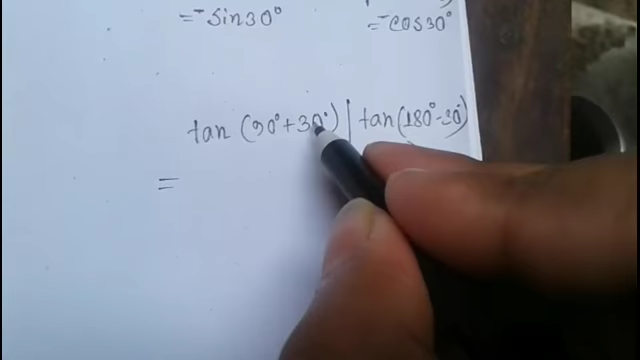 =-sin30° =-cos30°
tan (90°+30°) | tan(180°-30°)
=